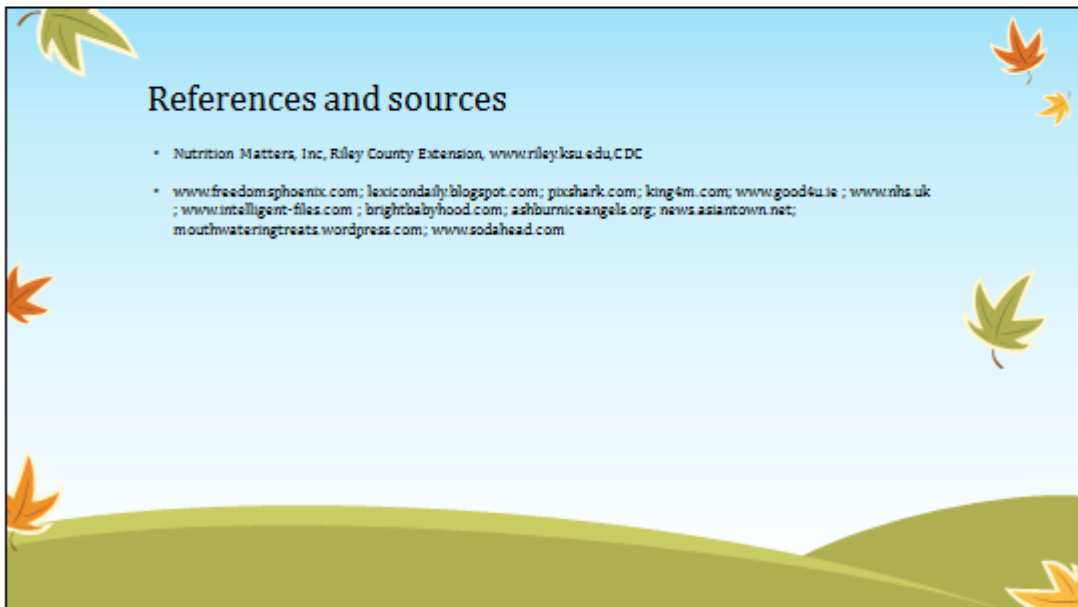 References and sources
• Nutrition Matters, Inc, Riley County Extension, www.riley.ksu.edu,CDC
• www.freedomsphoenix.com; lexicondaily.blogspot.com; pixshark.com; king4m.com; www.good4u.ie ; www.nhs.uk
; www.intelligent-files.com ; brightbabyhood.com; ashburniceangels.org; news.asiantown.net;
mouthwateringtreats.wordpress.com; www.sodahead.com